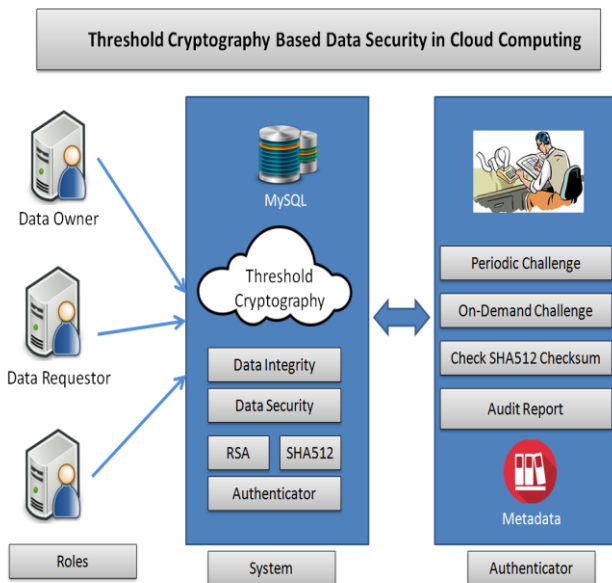 Threshold Cryptography Based Data Security in Cloud Computing
Data Owner
Data Requestor
Roles
MySQL
Threshold
Cryptography
Data Integrity
Data Security
RSA
SHA512
Authenticator
System
Periodic Challenge
On-Demand Challenge
Check SHA512 Checksum
Audit Report
Metadata
Authenticator